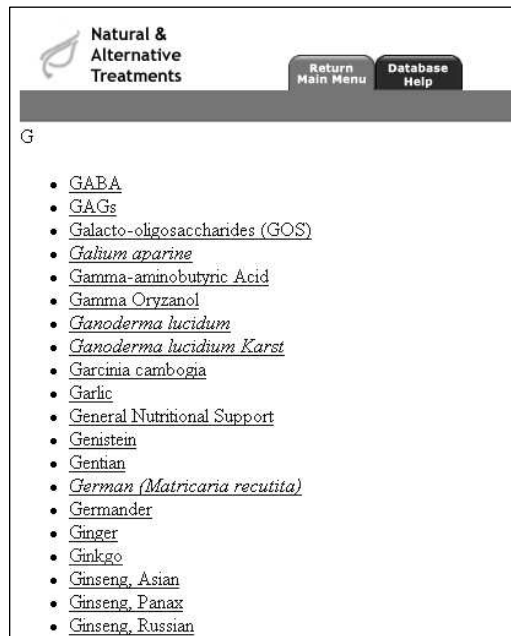 Natural &
Alternative
Treatments
Return
Main Menu
Database
Help
G
GABA
GAGs
Galacto-oligosaccharides (GOS)
Galium aparine
Gamma-aminobutyric Acid
Gamma Oryzanol
Ganoderma lucidum
Ganoderma lucidium Karst
Garcinia cambogia
Garlic
General Nutritional Support
Genistein
Gentian
German (Matricaria recutita)
Germander
Ginger
Ginkgo
Ginseng, Asian
Ginseng, Panax
Ginseng, Russian